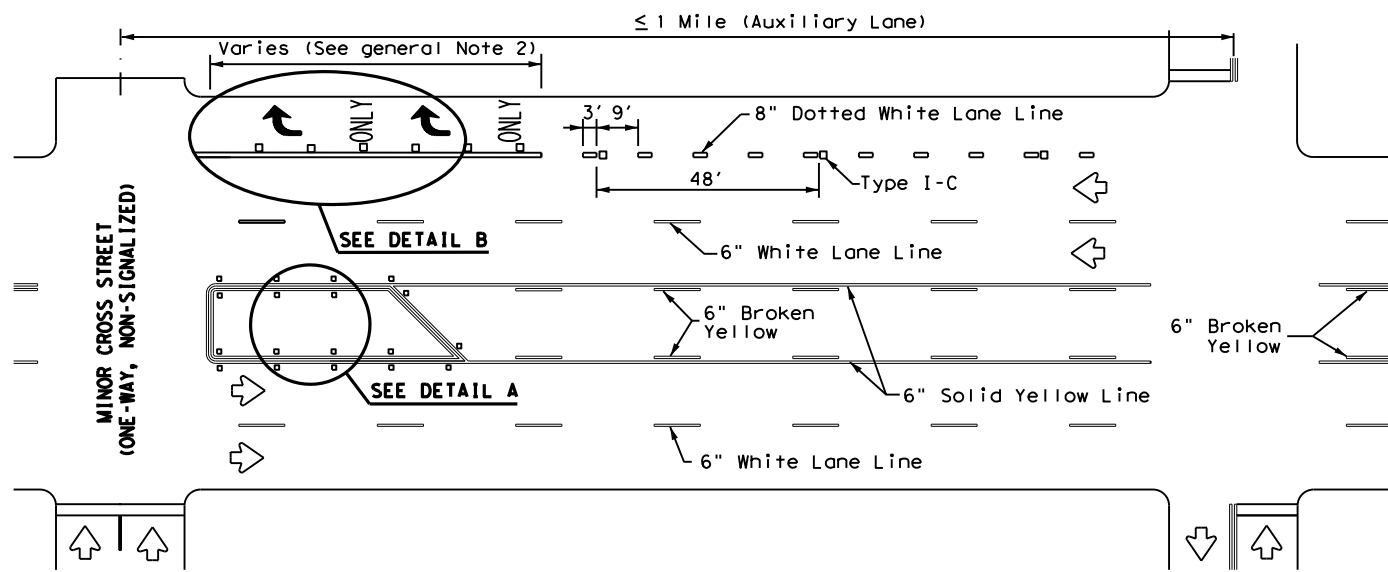 ≤ 1 Mile (Auxiliary Lane)
Varies (See general Note 2)
ONLY
ONLY
3' 9'
8" Dotted White Lane Line
48'
Type I-C
SEE DETAIL B
6" White Lane Line
MINOR CROSS STREET
(ONE-WAY, NON-SIGNALIZED)
6" Broken
Yellow
6" Broken
Yellow
SEE DETAIL A
6" Solid Yellow Line
6" White Lane Line